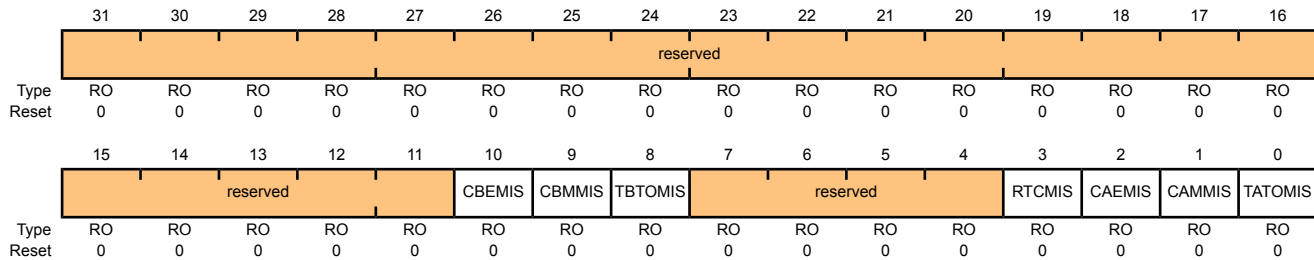 31 30 29 28 27 26 25 24 23 22 21 20 19 18 17 16
reserved
Type RO RO RO RO RO RO RO RO RO RO RO RO RO RO RO RO
Reset 0 0 0 0 0 0 0 0 0 0 0 0 0 0 0 0
15 14 13 12 11 10 9 8 7 6 5 4 3 2 1 0
reserved CBEMIS CBMMIS TBTOMIS reserved RTCMIS CAEMIS CAMMIS TATOMIS
Type RO RO RO RO RO RO RO RO RO RO RO RO RO RO RO RO
Reset 0 0 0 0 0 0 0 0 0 0 0 0 0 0 0 0